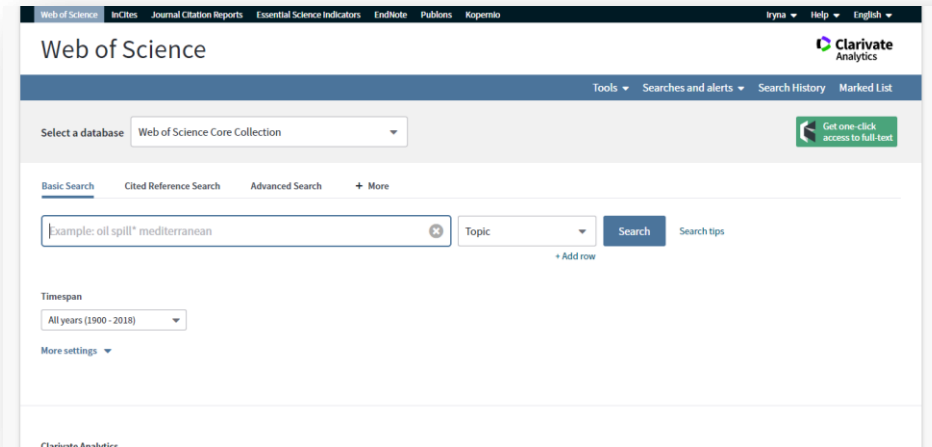 Web of Science InCites Journal Citation Reports Essential Science Indicators EndNote Publons Kopernio Iryna Help English
Web of Science
Clarivate
Analytics
Tools Searches and alerts Search History Marked List
Select a database Web of Science Core Collection
Get one-click
access to full-text
Basic Search Cited Reference Search Advanced Search + More
Example: oil spill* mediterranean Topic Search Search tips
+ Add row
Timespan
All years (1900 - 2018)
More settings
Clarivate Analytics